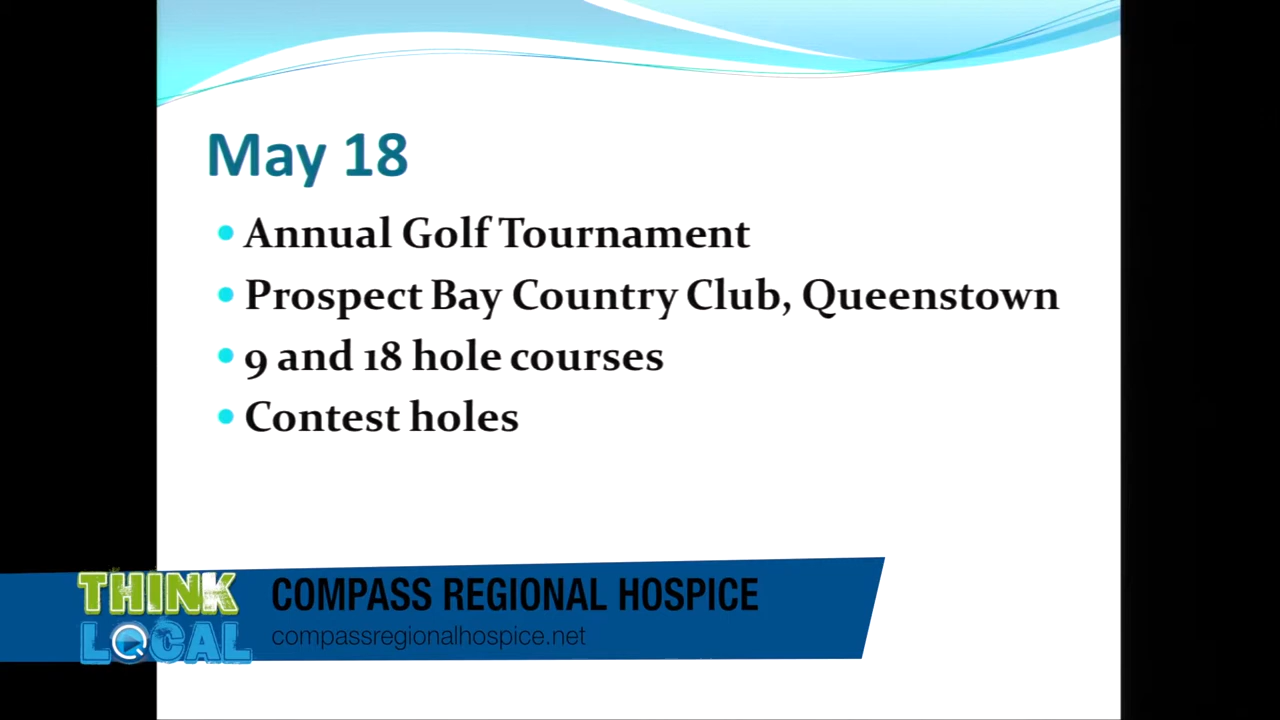 May 18
Annual Golf Tournament
Prospect Bay Country Club, Queenstown
9 and 18 hole courses
Contest holes
THINK
LOCAL
COMPASS REGIONAL HOSPICE
compassregionalhospice.net